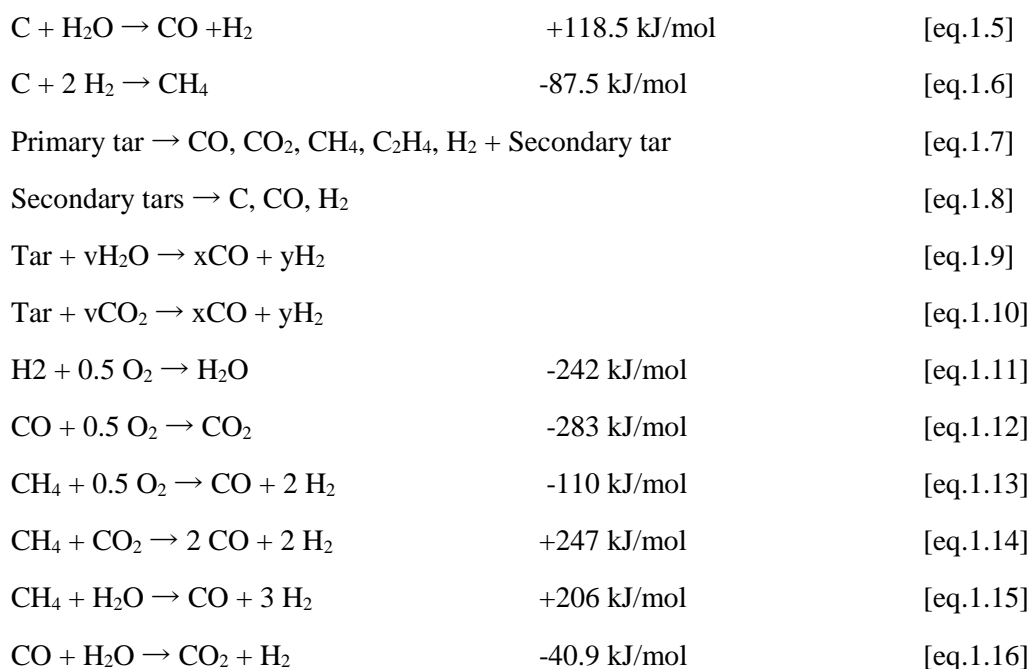 C + H₂O → CO +H₂ +118.5 kJ/mol [eq.1.5]
C + 2 H₂ → CH₄ -87.5 kJ/mol [eq.1.6]
Primary tar → CO, CO₂, CH₄, C₂H₄, H₂ + Secondary tar [eq.1.7]
Secondary tars → C, CO, H₂ [eq.1.8]
Tar + vH₂O → xCO + yH₂ [eq.1.9]
Tar + vCO₂ → xCO + yH₂ [eq.1.10]
H2 + 0.5 O₂ → H₂O -242 kJ/mol [eq.1.11]
CO + 0.5 O₂ → CO₂ -283 kJ/mol [eq.1.12]
CH₄ + 0.5 O₂ → CO + 2 H₂ -110 kJ/mol [eq.1.13]
CH₄ + CO₂ → 2 CO + 2 H₂ +247 kJ/mol [eq.1.14]
CH₄ + H₂O → CO + 3 H₂ +206 kJ/mol [eq.1.15]
CO + H₂O → CO₂ + H₂ -40.9 kJ/mol [eq.1.16]